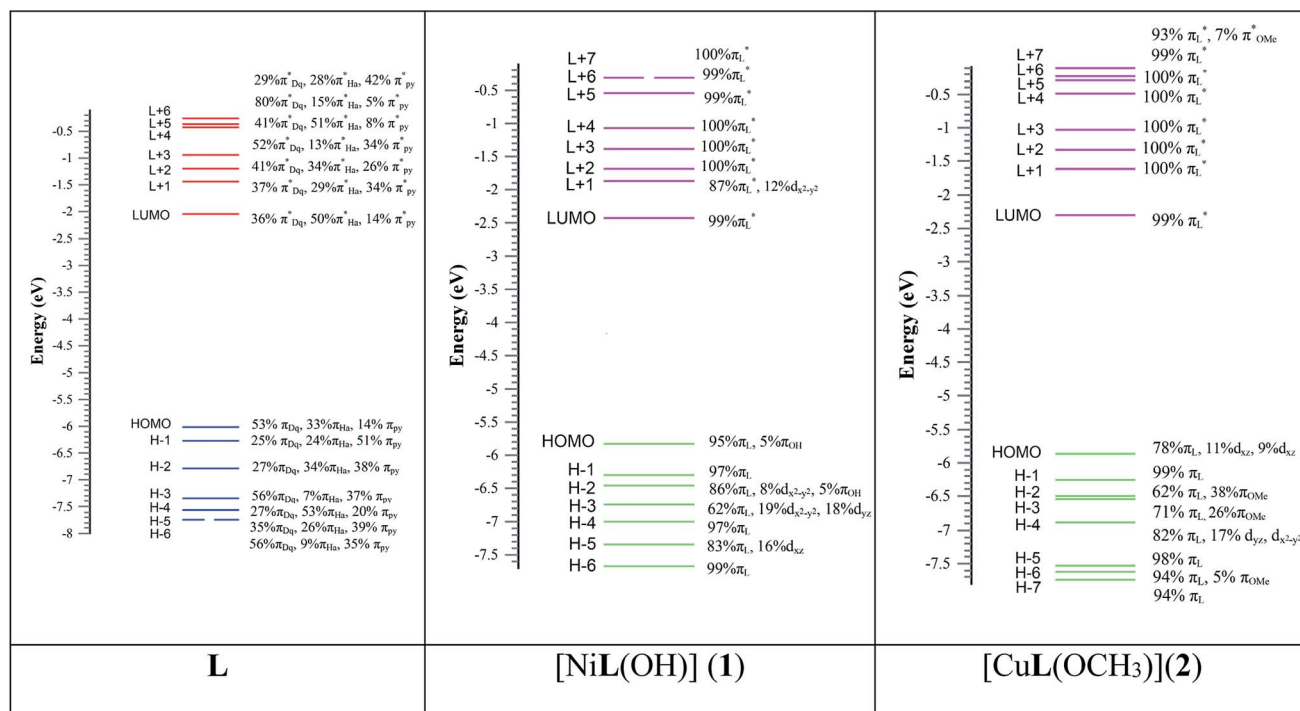 29%π*Dq, 28%π*Ha, 42% π*py
80%π*Dq, 15%π*Ha, 5% π*py
L+6
L+5 41%π*Dq, 51%π*Ha, 8% π*py
-0.5
L+4
52%π*Dq, 13%π*Ha, 34% π*py
L+3
-1
L+2 41%π*Dq, 34%π*Ha, 26% π*py
-1.5
L+1 37% π*Dq, 29%π*Ha, 34% π*py
-2
LUMO 36% π*Dq, 50%π*Ha, 14% π*py
-2.5
-3
-3.5
-4
-4.5
-5
-5.5
Energy (eV)
HOMO 53% πDq, 33%πHa, 14% πpy
-6
H-1 25% πDq, 24%πHa, 51% πpy
-6.5
H-2 27%πDq, 34%πHa, 38% πpy
-7
H-3 56%πDq, 7%πHa, 37% πpy
-7.5
H-4 27%πDq, 53%πHa, 20% πpy
H-5 35%πDq, 26%πHa, 39% πpy
-8
H-6 56%πDq, 9%πHa, 35% πpy
L
L+7 100%πL*
L+6 99%πL*
-0.5
L+5 99%πL*
-1
L+4 100%πL*
L+3 100%πL*
-1.5
L+2 100%πL*
L+1 87%πL*, 12%dx²-y²
-2
LUMO 99%πL*
-2.5
-3
-3.5
-4
-4.5
-5
-5.5
Energy (eV)
HOMO 95%πL, 5%πOH
-6
H-1 97%πL
H-2 86%πL, 8%dx²-y², 5%πOH
-6.5
H-3 62%πL, 19%dx²-y², 18%dyz
H-4 97%πL
-7
H-5 83%πL, 16%dxz
-7.5
H-6 99%πL
[NiL(OH)] (1)
93% πL*, 7% π*OMe
L+7 99% πL*
L+6
L+5 100% πL*
-0.5
L+4 100% πL*
L+3 100% πL*
-1
L+2 100% πL*
-1.5
L+1 100% πL*
-2
LUMO 99% πL*
-2.5
-3
-3.5
-4
-4.5
-5
-5.5
Energy (eV)
HOMO 78%πL, 11%dxz, 9%dxz
-6
H-1 99% πL
H-2 62% πL, 38%πOMe
-6.5
H-3 71% πL, 26%πOMe
H-4 82% πL, 17% dyz, dx²-y²
-7
H-5 98% πL
-7.5
H-6 94% πL, 5% πOMe
H-7 94% πL
[CuL(OCH₃)](2)